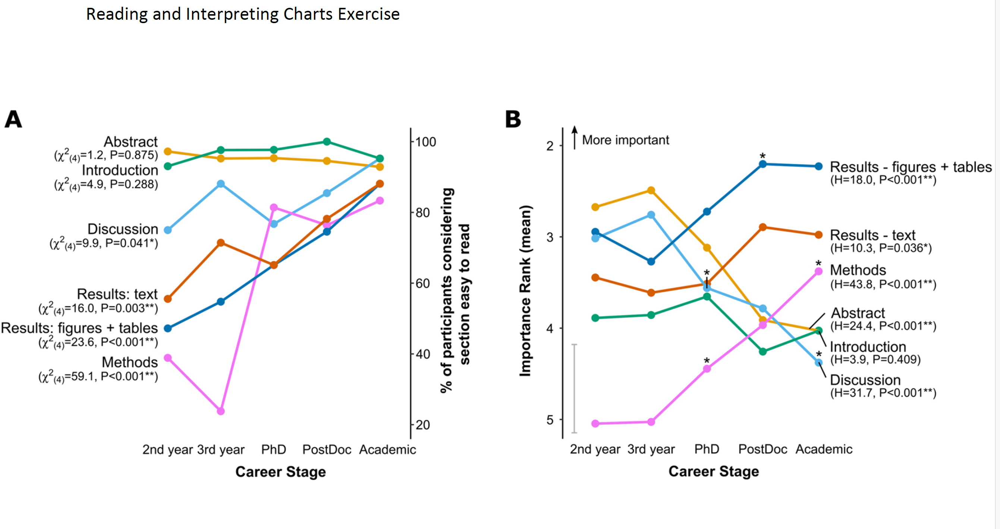 Reading and Interpreting Charts Exercise
A
Abstract
(χ²(4)=1.2, P=0.875)
Introduction
(χ²(4)=4.9, P=0.288)
Discussion
(χ²(4)=9.9, P=0.041*)
Results: text
(χ²(4)=16.0, P=0.003**)
Results: figures + tables
(χ²(4)=23.6, P<0.001**)
Methods
(χ²(4)=59.1, P<0.001**)
100
80
60
40
20
% of participants considering
section easy to read
2nd year 3rd year PhD PostDoc Academic
Career Stage
B
More important
2
3
4
5
Importance Rank (mean)
*
*
*
*
*
Results - figures + tables
(H=18.0, P<0.001**)
Results - text
(H=10.3, P=0.036*)
Methods
(H=43.8, P<0.001**)
Abstract
(H=24.4, P<0.001**)
Introduction
(H=3.9, P=0.409)
Discussion
(H=31.7, P<0.001**)
2nd year 3rd year PhD PostDoc Academic
Career Stage